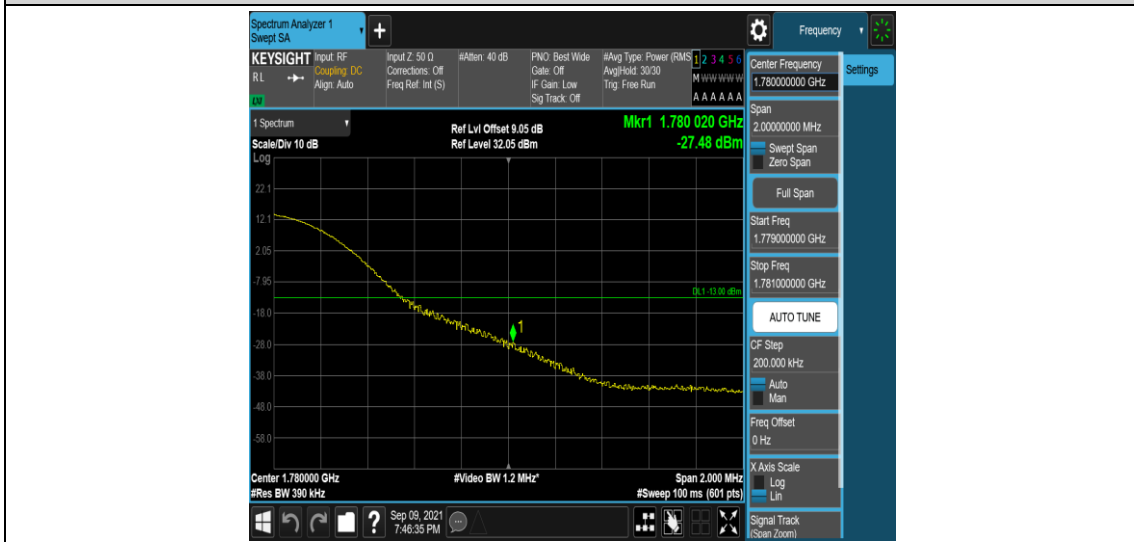 Spectrum Analyzer 1
Swept SA
+
Frequency
KEYSIGHT Input: RF Input Z: 50 Ω #Atten: 40 dB PNO: Best Wide #Avg Type: Power (RMS 1 2 3 4 5 6
RL Coupling: DC Corrections: Off Gate: Off Avg|Hold: 30/30 M W W W W W
Align: Auto Freq Ref: Int (S) IF Gain: Low Trig: Free Run
LXI Sig Track: Off A A A A A A
1 Spectrum
Ref Lvl Offset 9.05 dB
Mkr1 1.780 020 GHz
Scale/Div 10 dB Ref Level 32.05 dBm -27.48 dBm
Log
22.1
12.1
2.05
-7.95
DL1 -13.00 dBm
-18.0
1
-28.0
-38.0
-48.0
-58.0
Center 1.780000 GHz #Video BW 1.2 MHz* Span 2.000 MHz
#Res BW 390 kHz #Sweep 100 ms (601 pts)
? Sep 09, 2021
7:46:35 PM
Center Frequency
1.780000000 GHz
Settings
Span
2.00000000 MHz
Swept Span
Zero Span
Full Span
Start Freq
1.779000000 GHz
Stop Freq
1.781000000 GHz
AUTO TUNE
CF Step
200.000 kHz
Auto
Man
Freq Offset
0 Hz
X Axis Scale
Log
Lin
Signal Track
(Span Zoom)